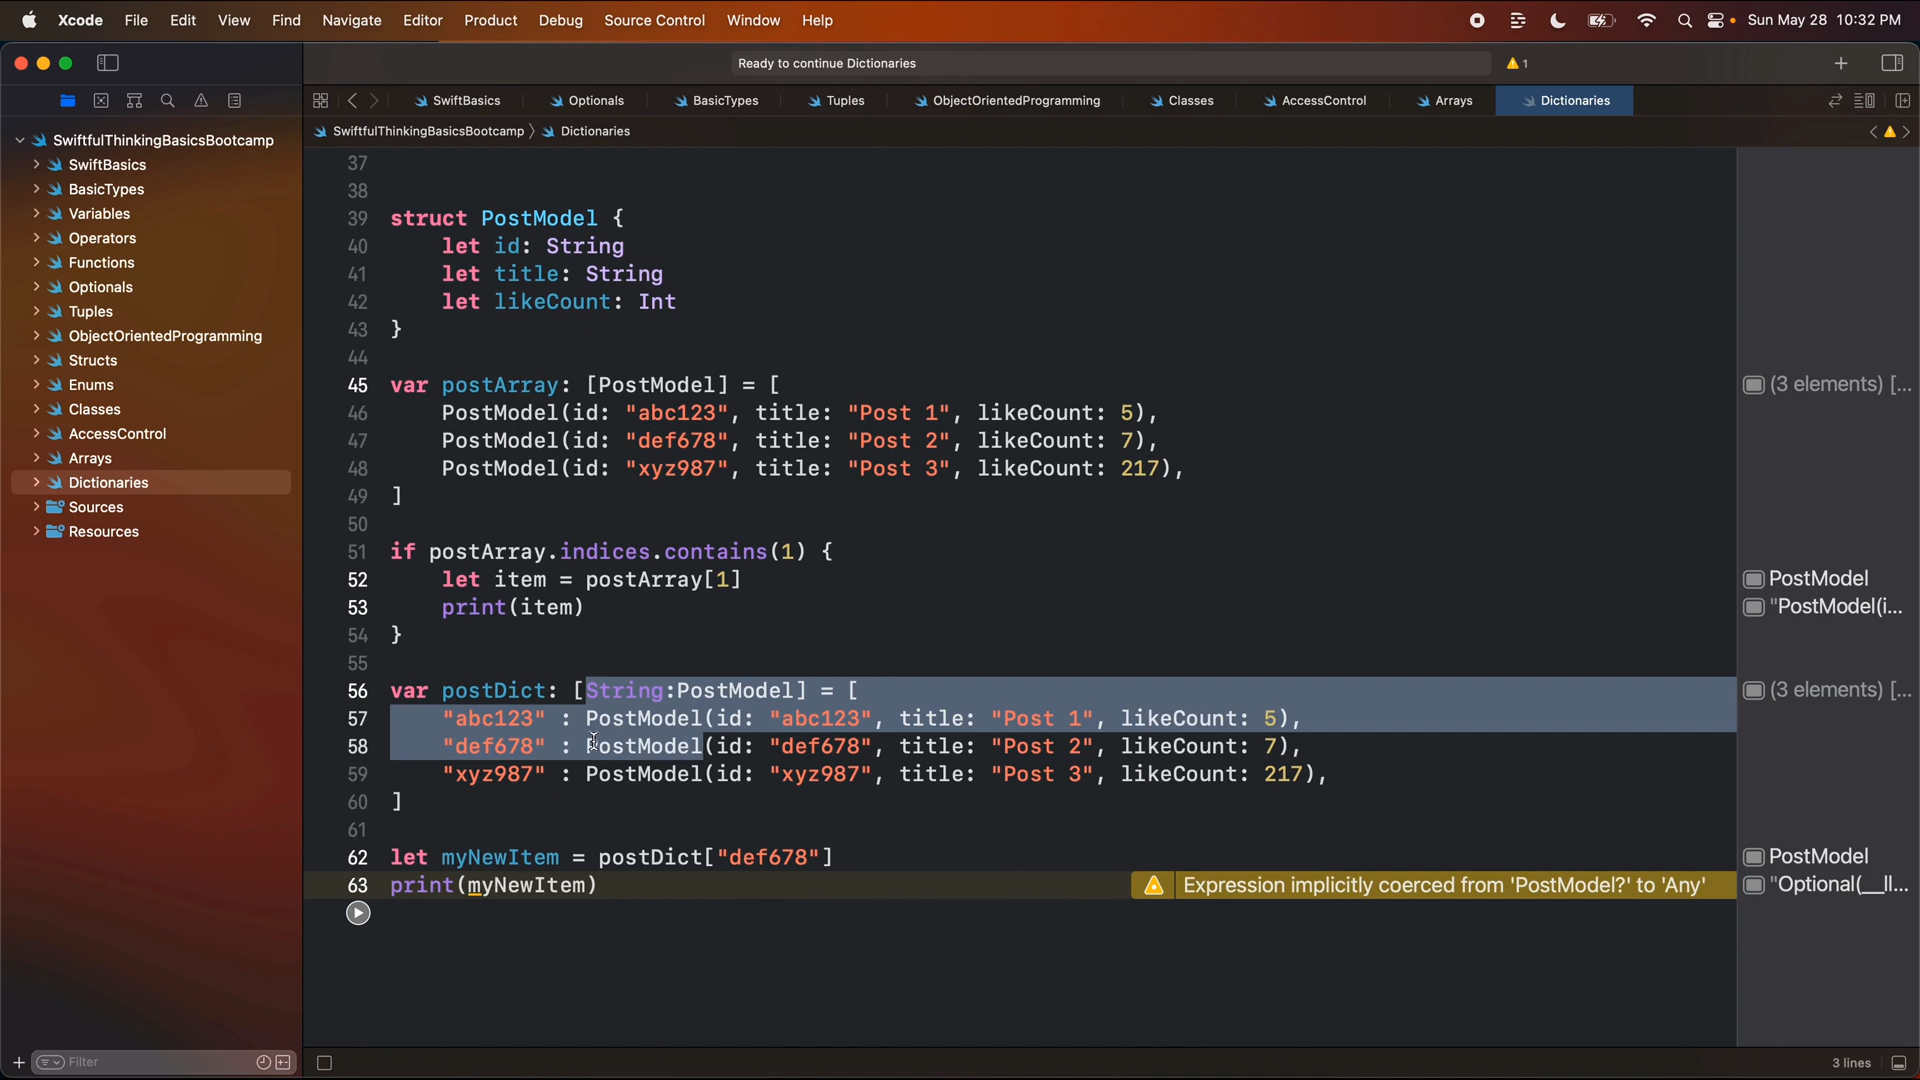 Xcode File Edit View Find Navigate Editor Product Debug Source Control Window Help Sun May 28 10:32 PM
Ready to continue Dictionaries 1
SwiftBasics Optionals BasicTypes Tuples ObjectOrientedProgramming Classes AccessControl Arrays Dictionaries
SwiftfulThinkingBasicsBootcamp Dictionaries
SwiftfulThinkingBasicsBootcamp
SwiftBasics
BasicTypes
Variables
Operators
Functions
Optionals
Tuples
ObjectOrientedProgramming
Structs
Enums
Classes
AccessControl
Arrays
Dictionaries
Sources
Resources
Filter
37
38
39 struct PostModel {
40 let id: String
41 let title: String
42 let likeCount: Int
43 }
44
45 var postArray: [PostModel] = [
46 PostModel(id: "abc123", title: "Post 1", likeCount: 5),
47 PostModel(id: "def678", title: "Post 2", likeCount: 7),
48 PostModel(id: "xyz987", title: "Post 3", likeCount: 217),
49 ]
50
51 if postArray.indices.contains(1) {
52 let item = postArray[1]
53 print(item)
54 }
55
56 var postDict: [String:PostModel] = [
57 "abc123" : PostModel(id: "abc123", title: "Post 1", likeCount: 5),
58 "def678" : PostModel(id: "def678", title: "Post 2", likeCount: 7),
59 "xyz987" : PostModel(id: "xyz987", title: "Post 3", likeCount: 217),
60 ]
61
62 let myNewItem = postDict["def678"]
63 print(myNewItem) Expression implicitly coerced from 'PostModel?' to 'Any'
(3 elements) [...
PostModel
"PostModel(i...
(3 elements) [...
PostModel
"Optional(__ll...
3 lines